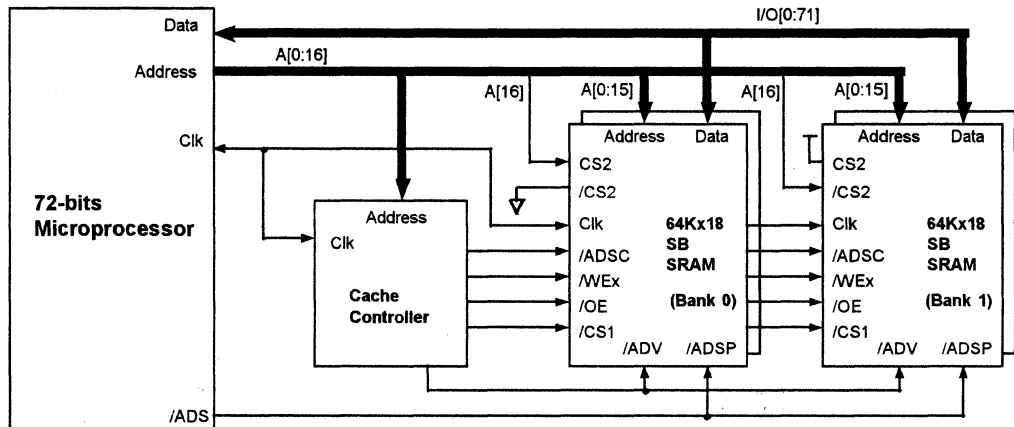 Data
I/O[0:71]
Address
A[0:16]
A[16]
A[0:15]
A[16]
A[0:15]
Clk
72-bits
Microprocessor
/ADS
Address
Clk
Cache
Controller
Address Data
CS2
/CS2
Clk
/ADSC
/WEx
/OE
/CS1
64Kx18
SB
SRAM
(Bank 0)
/ADV /ADSP
Address Data
CS2
/CS2
Clk
/ADSC
/WEx
/OE
/CS1
64Kx18
SB
SRAM
(Bank 1)
/ADV /ADSP